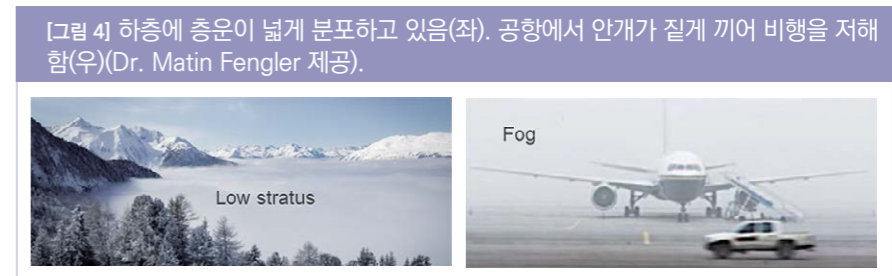 [그림 4] 하층에 층운이 넓게 분포하고 있음(좌). 공항에서 안개가 짙게 끼어 비행을 저해
함(우)(Dr. Matin Fengler 제공).
Low stratus
Fog